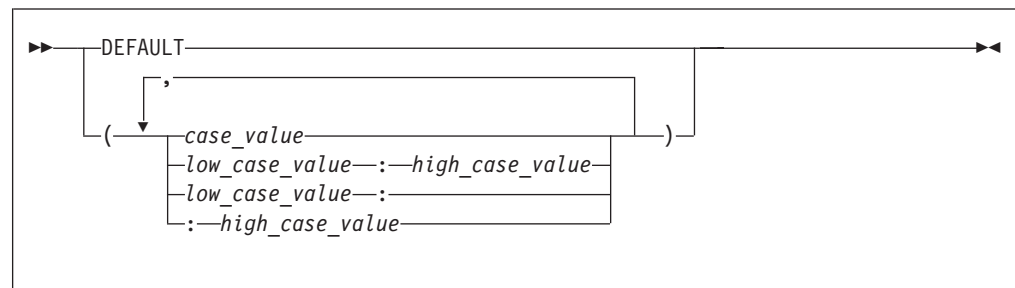 DEFAULT
,
( case_value )
low_case_value : high_case_value
low_case_value :
: high_case_value